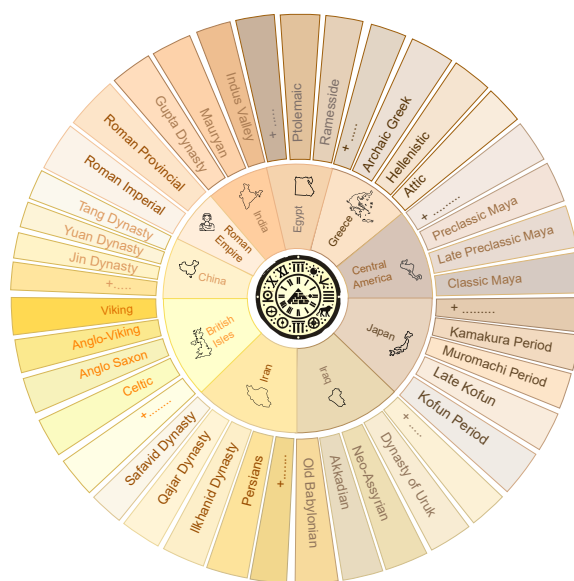 Ptolemaic
Ramesside
+ .....
Archaic Greek
Hellenistic
Attic
+ ........
Preclassic Maya
Late Preclassic Maya
Classic Maya
+ ..........
Kamakura Period
Muromachi Period
Late Kofun
Kofun Period
+ .....
Dynasty of Uruk
Neo-Assyrian
Akkadian
Old Babylonian
+ .......
Persians
Ilkhanid Dynasty
Qajar Dynasty
Safavid Dynasty
+.........
Celtic
Anglo Saxon
Anglo-Viking
Viking
+.....
Jin Dynasty
Yuan Dynasty
Tang Dynasty
Roman Imperial
Roman Provincial
Gupta Dynasty
Mauryan
Indus Valley
+ .....
Egypt
Greece
Central
America
Japan
Iraq
Iran
British
Isles
China
Roman
Empire
India